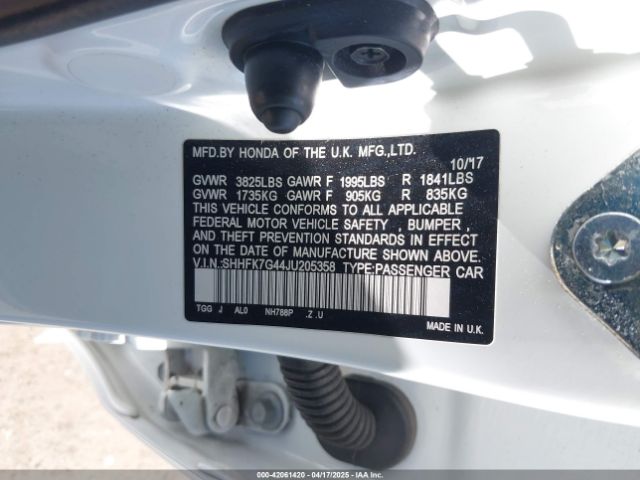 MFD.BY HONDA OF THE U.K. MFG.,LTD.
10/17
GVWR 3825LBS GAWR F 1995LBS R 1841LBS
GVWR 1735KG GAWR F 905KG R 835KG
THIS VEHICLE CONFORMS TO ALL APPLICABLE
FEDERAL MOTOR VEHICLE SAFETY , BUMPER ,
AND THEFT PREVENTION STANDARDS IN EFFECT
ON THE DATE OF MANUFACTURE SHOWN ABOVE.
V.I.N.:SHHFK7G44JU205358 TYPE:PASSENGER CAR
TGG J AL0 NH788P .Z .U
MADE IN U.K.
000-42061420 - 04/17/2025 - IAAI.COM